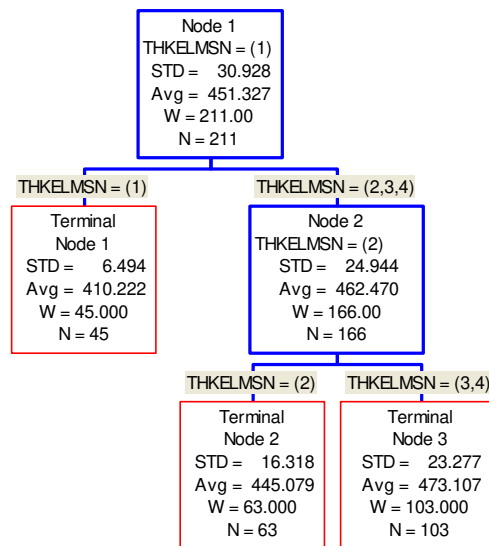 Node 1
THKELMSN = (1)
STD = 30.928
Avg = 451.327
W = 211.00
N = 211
THKELMSN = (1)
THKELMSN = (2,3,4)
Terminal
Node 1
STD = 6.494
Avg = 410.222
W = 45.000
N = 45
Node 2
THKELMSN = (2)
STD = 24.944
Avg = 462.470
W = 166.00
N = 166
THKELMSN = (2)
THKELMSN = (3,4)
Terminal
Node 2
STD = 16.318
Avg = 445.079
W = 63.000
N = 63
Terminal
Node 3
STD = 23.277
Avg = 473.107
W = 103.000
N = 103